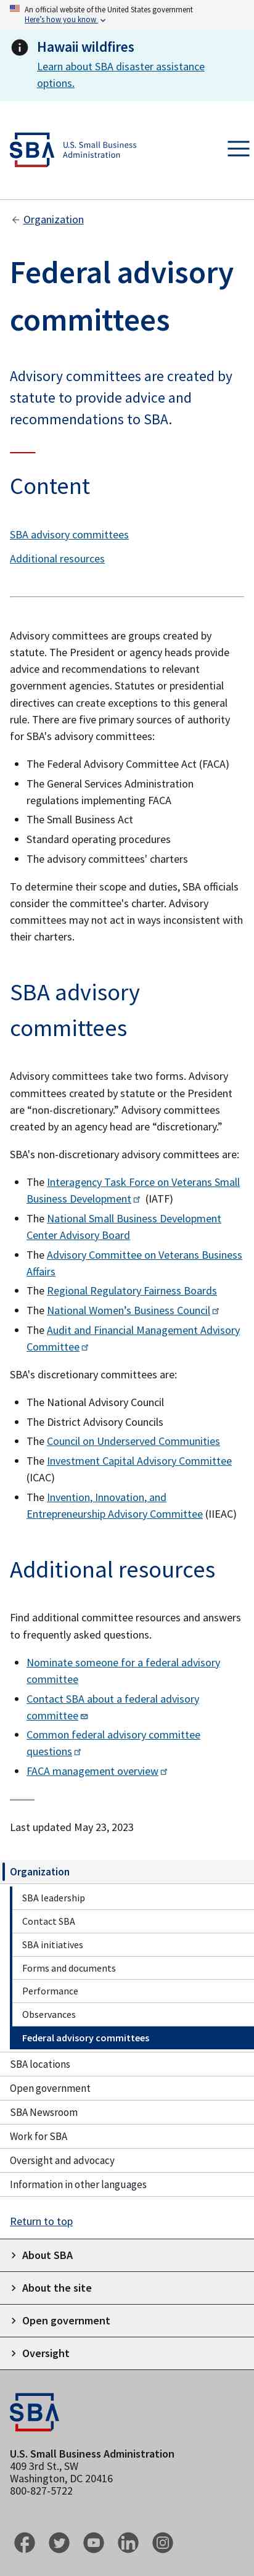 An official website of the United States government
Here's how you know
Hawaii wildfires
Learn about SBA disaster assistance
options.
SBA
U.S. Small Business
Administration
Organization
Federal advisory
committees
Advisory committees are created by
statute to provide advice and
recommendations to SBA.
Content
SBA advisory committees
Additional resources
Advisory committees are groups created by
statute. The President or agency heads provide
advice and recommendations to relevant
government agencies. Statutes or presidential
directives can create exceptions to this general
rule. There are five primary sources of authority
for SBA's advisory committees:
The Federal Advisory Committee Act (FACA)
The General Services Administration
regulations implementing FACA
The Small Business Act
Standard operating procedures
The advisory committees' charters
To determine their scope and duties, SBA officials
consider the committee's charter. Advisory
committees may not act in ways inconsistent with
their charters.
SBA advisory
committees
Advisory committees take two forms. Advisory
committees created by statute or the President
are “non-discretionary.” Advisory committees
created by an agency head are “discretionary.”
SBA's non-discretionary advisory committees are:
The Interagency Task Force on Veterans Small
Business Development (IATF)
The National Small Business Development
Center Advisory Board
The Advisory Committee on Veterans Business
Affairs
The Regional Regulatory Fairness Boards
The National Women’s Business Council
The Audit and Financial Management Advisory
Committee
SBA's discretionary committees are:
The National Advisory Council
The District Advisory Councils
The Council on Underserved Communities
The Investment Capital Advisory Committee
(ICAC)
The Invention, Innovation, and
Entrepreneurship Advisory Committee (IIEAC)
Additional resources
Find additional committee resources and answers
to frequently asked questions.
Nominate someone for a federal advisory
committee
Contact SBA about a federal advisory
committee
Common federal advisory committee
questions
FACA management overview
Last updated May 23, 2023
Organization
SBA leadership
Contact SBA
SBA initiatives
Forms and documents
Performance
Observances
Federal advisory committees
SBA locations
Open government
SBA Newsroom
Work for SBA
Oversight and advocacy
Information in other languages
Return to top
About SBA
About the site
Open government
Oversight
SBA
U.S. Small Business Administration
409 3rd St., SW
Washington, DC 20416
800-827-5722